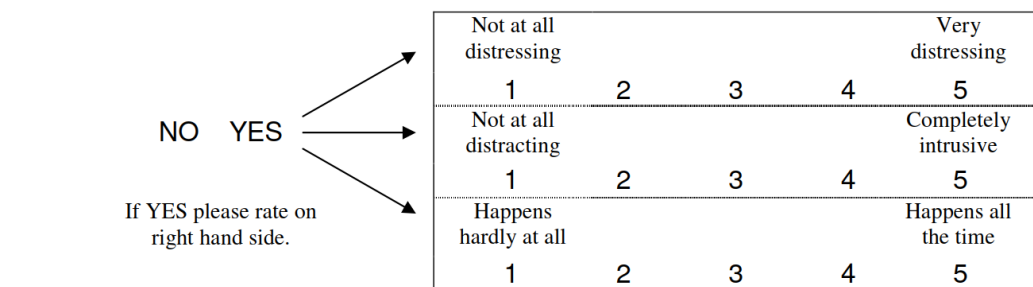 NO YES
If YES please rate on
right hand side.
Not at all Very
distressing distressing
1 2 3 4 5
Not at all Completely
distracting intrusive
1 2 3 4 5
Happens Happens all
hardly at all the time
1 2 3 4 5